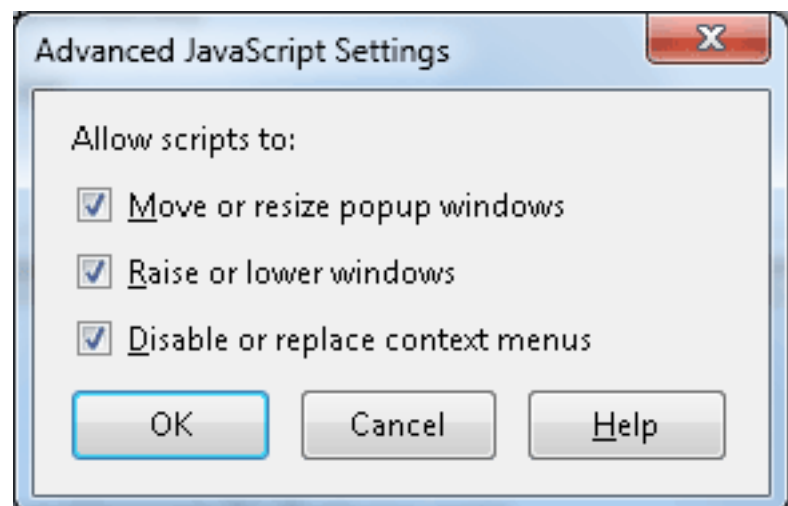 Advanced JavaScript Settings
Allow scripts to:
Move or resize popup windows
Raise or lower windows
Disable or replace context menus
OK Cancel Help